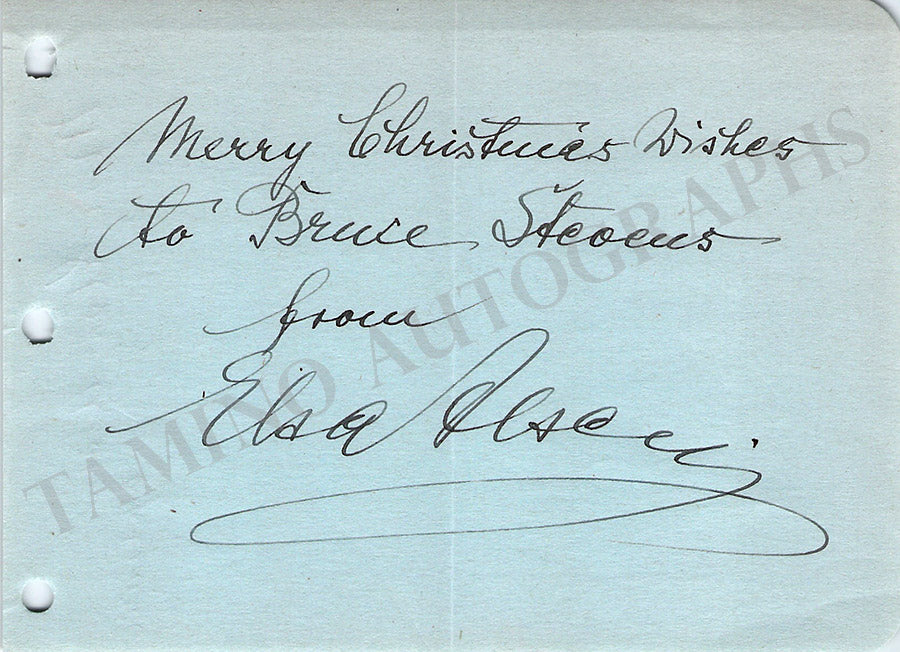 Merry Christmas Wishes
to Bruce Stevens
from
Elsa Alsen
TAMINO AUTOGRAPHS